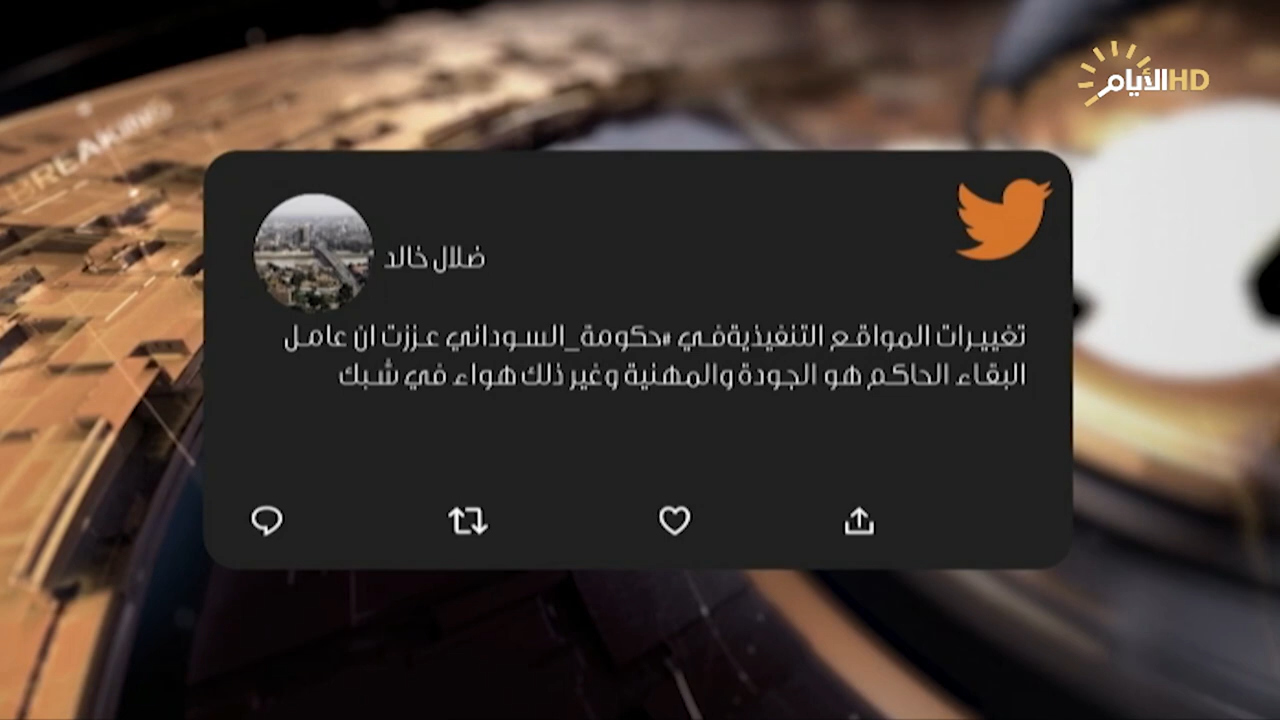 الأيام HD
BREAKING
ضلال خالد
تغييرات المواقع التنفيذيةفي #حكومة_السوداني عززت ان عامل
البقاء الحاكم هو الجودة والمهنية وغير ذلك هواء في شبك